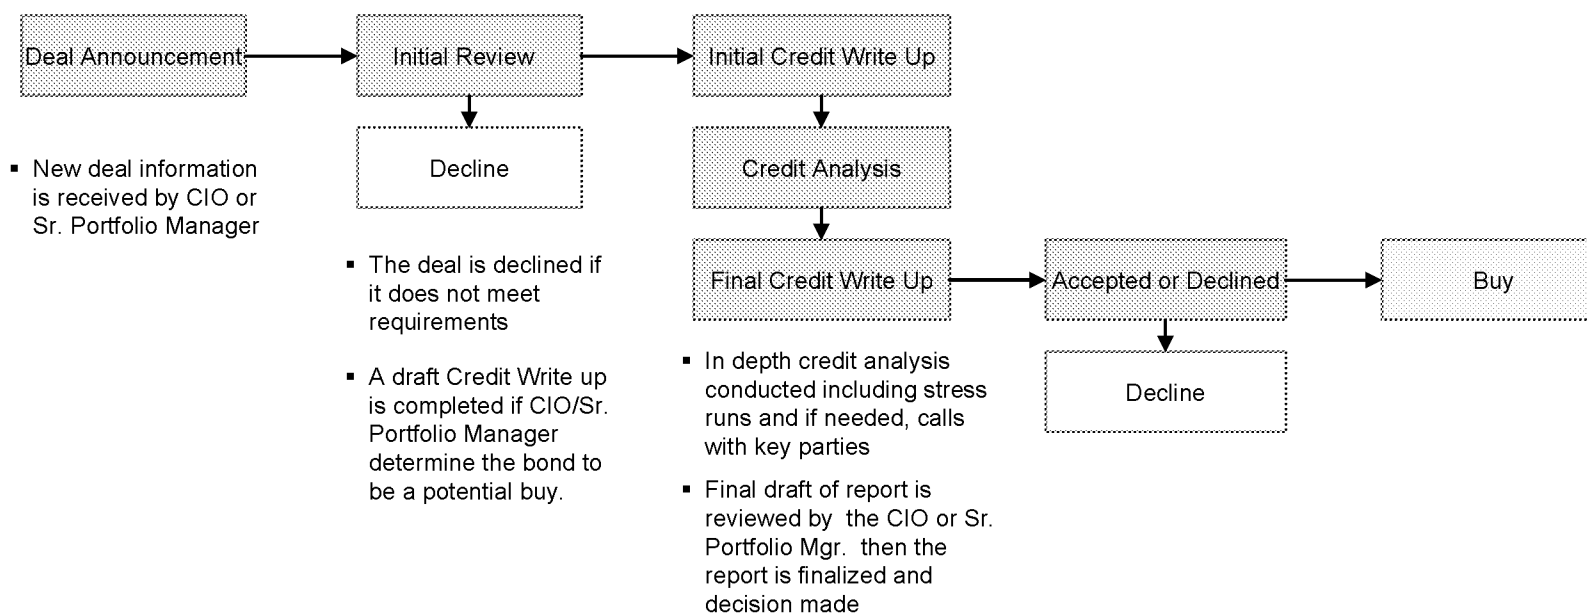 Deal Announcement
Initial Review
Initial Credit Write Up
Decline
Credit Analysis
▪ New deal information
is received by CIO or
Sr. Portfolio Manager
▪ The deal is declined if
it does not meet
requirements
▪ A draft Credit Write up
is completed if CIO/Sr.
Portfolio Manager
determine the bond to
be a potential buy.
Final Credit Write Up
Accepted or Declined
Buy
Decline
▪ In depth credit analysis
conducted including stress
runs and if needed, calls
with key parties
▪ Final draft of report is
reviewed by  the CIO or Sr.
Portfolio Mgr.  then the
report is finalized and
decision made